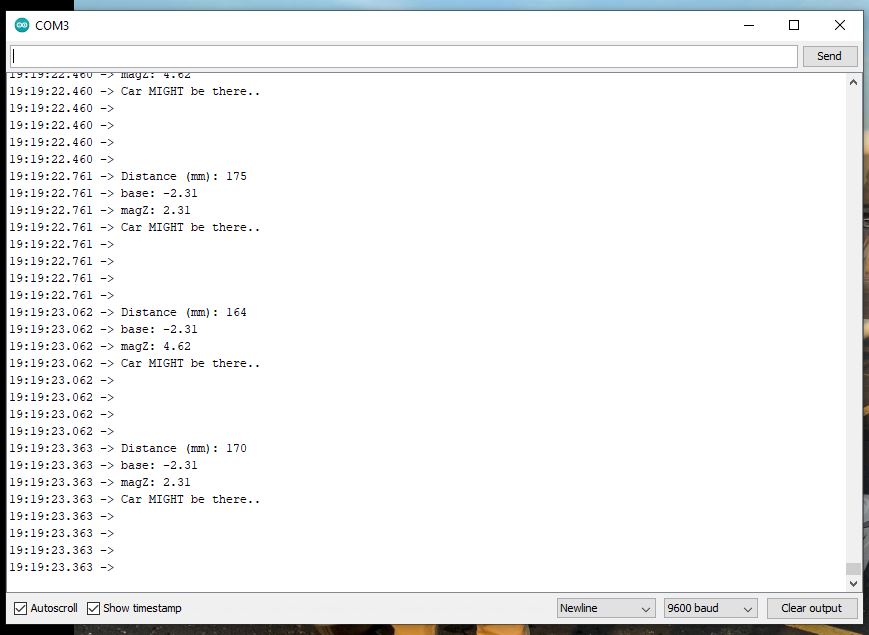 COM3
Send
19:19:22.460 -> magZ: 4.62
19:19:22.460 -> Car MIGHT be there..
19:19:22.460 ->
19:19:22.460 ->
19:19:22.460 ->
19:19:22.460 ->
19:19:22.761 -> Distance (mm): 175
19:19:22.761 -> base: -2.31
19:19:22.761 -> magZ: 2.31
19:19:22.761 -> Car MIGHT be there..
19:19:22.761 ->
19:19:22.761 ->
19:19:22.761 ->
19:19:22.761 ->
19:19:23.062 -> Distance (mm): 164
19:19:23.062 -> base: -2.31
19:19:23.062 -> magZ: 4.62
19:19:23.062 -> Car MIGHT be there..
19:19:23.062 ->
19:19:23.062 ->
19:19:23.062 ->
19:19:23.062 ->
19:19:23.363 -> Distance (mm): 170
19:19:23.363 -> base: -2.31
19:19:23.363 -> magZ: 2.31
19:19:23.363 -> Car MIGHT be there..
19:19:23.363 ->
19:19:23.363 ->
19:19:23.363 ->
19:19:23.363 ->
Autoscroll Show timestamp Newline 9600 baud Clear output